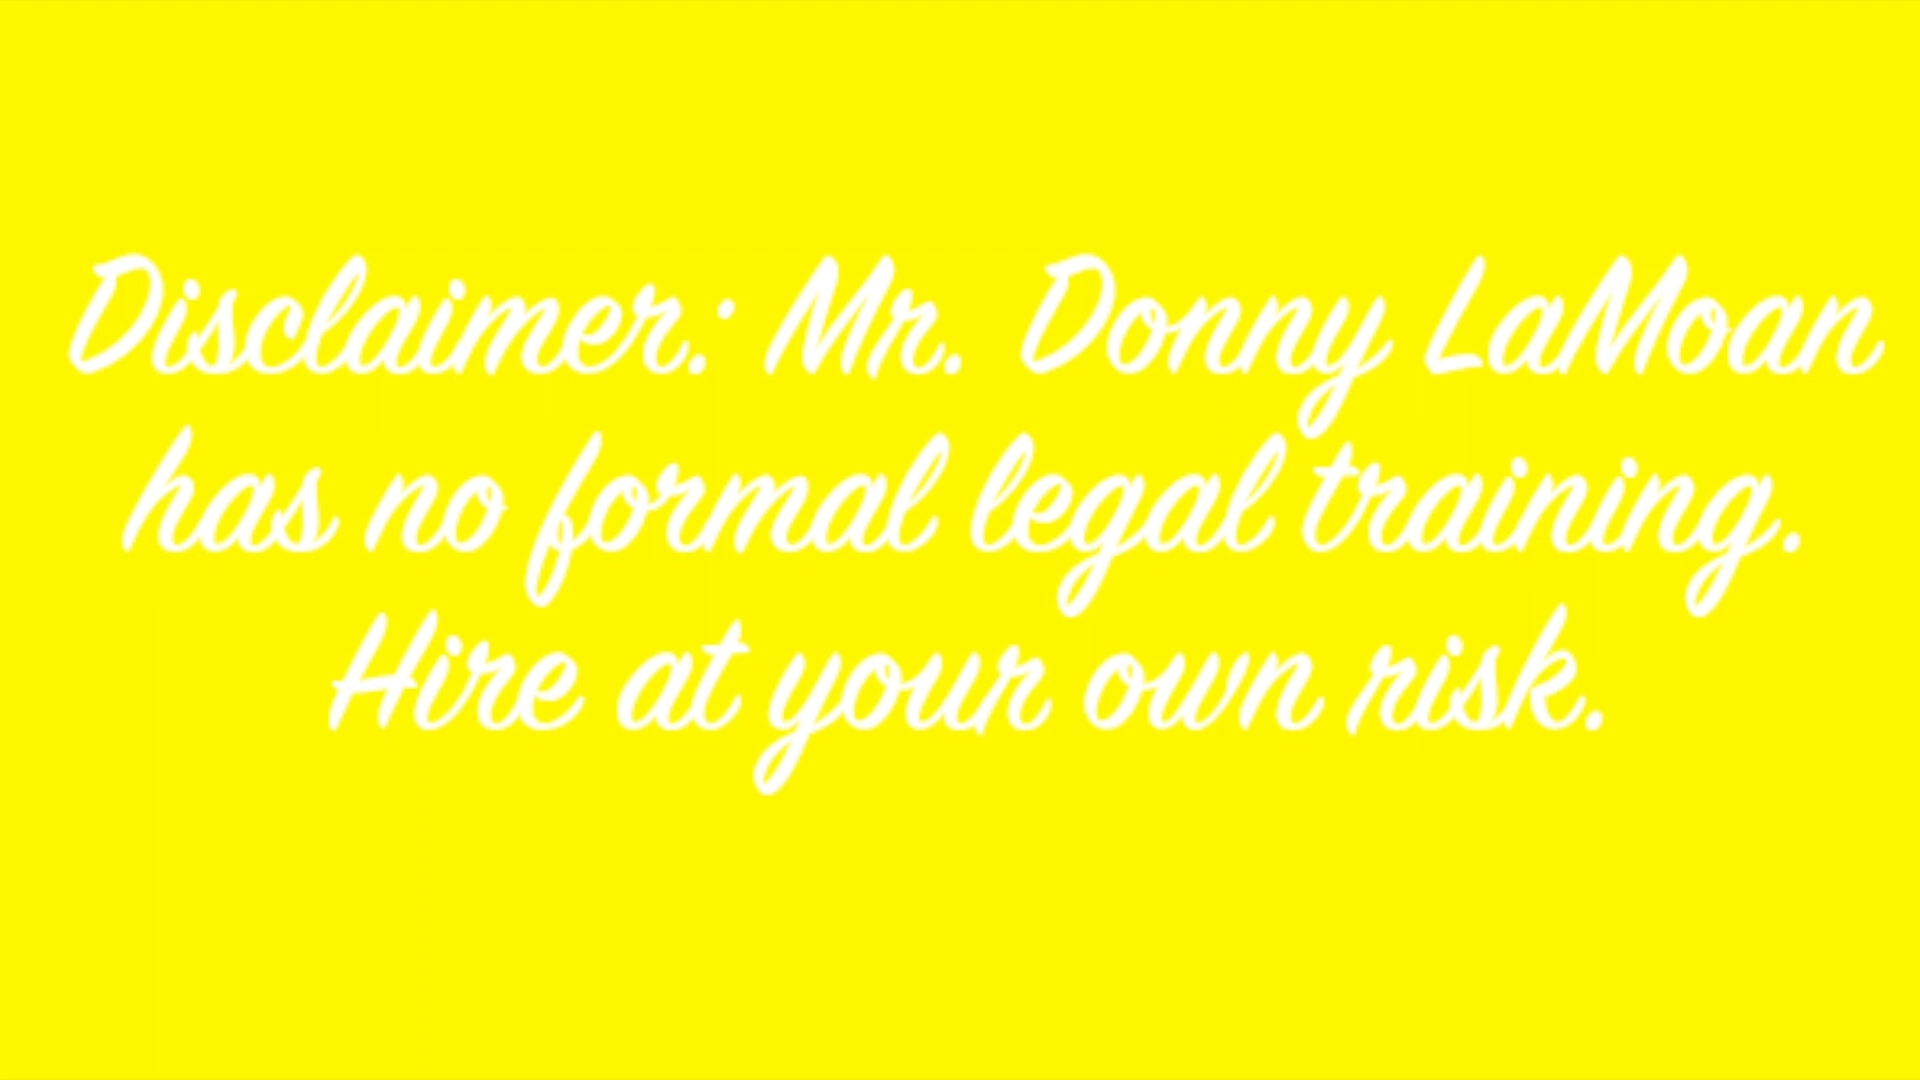 Disclaimer: Mr. Donny LaMoan
has no formal legal training.
Hire at your own risk.